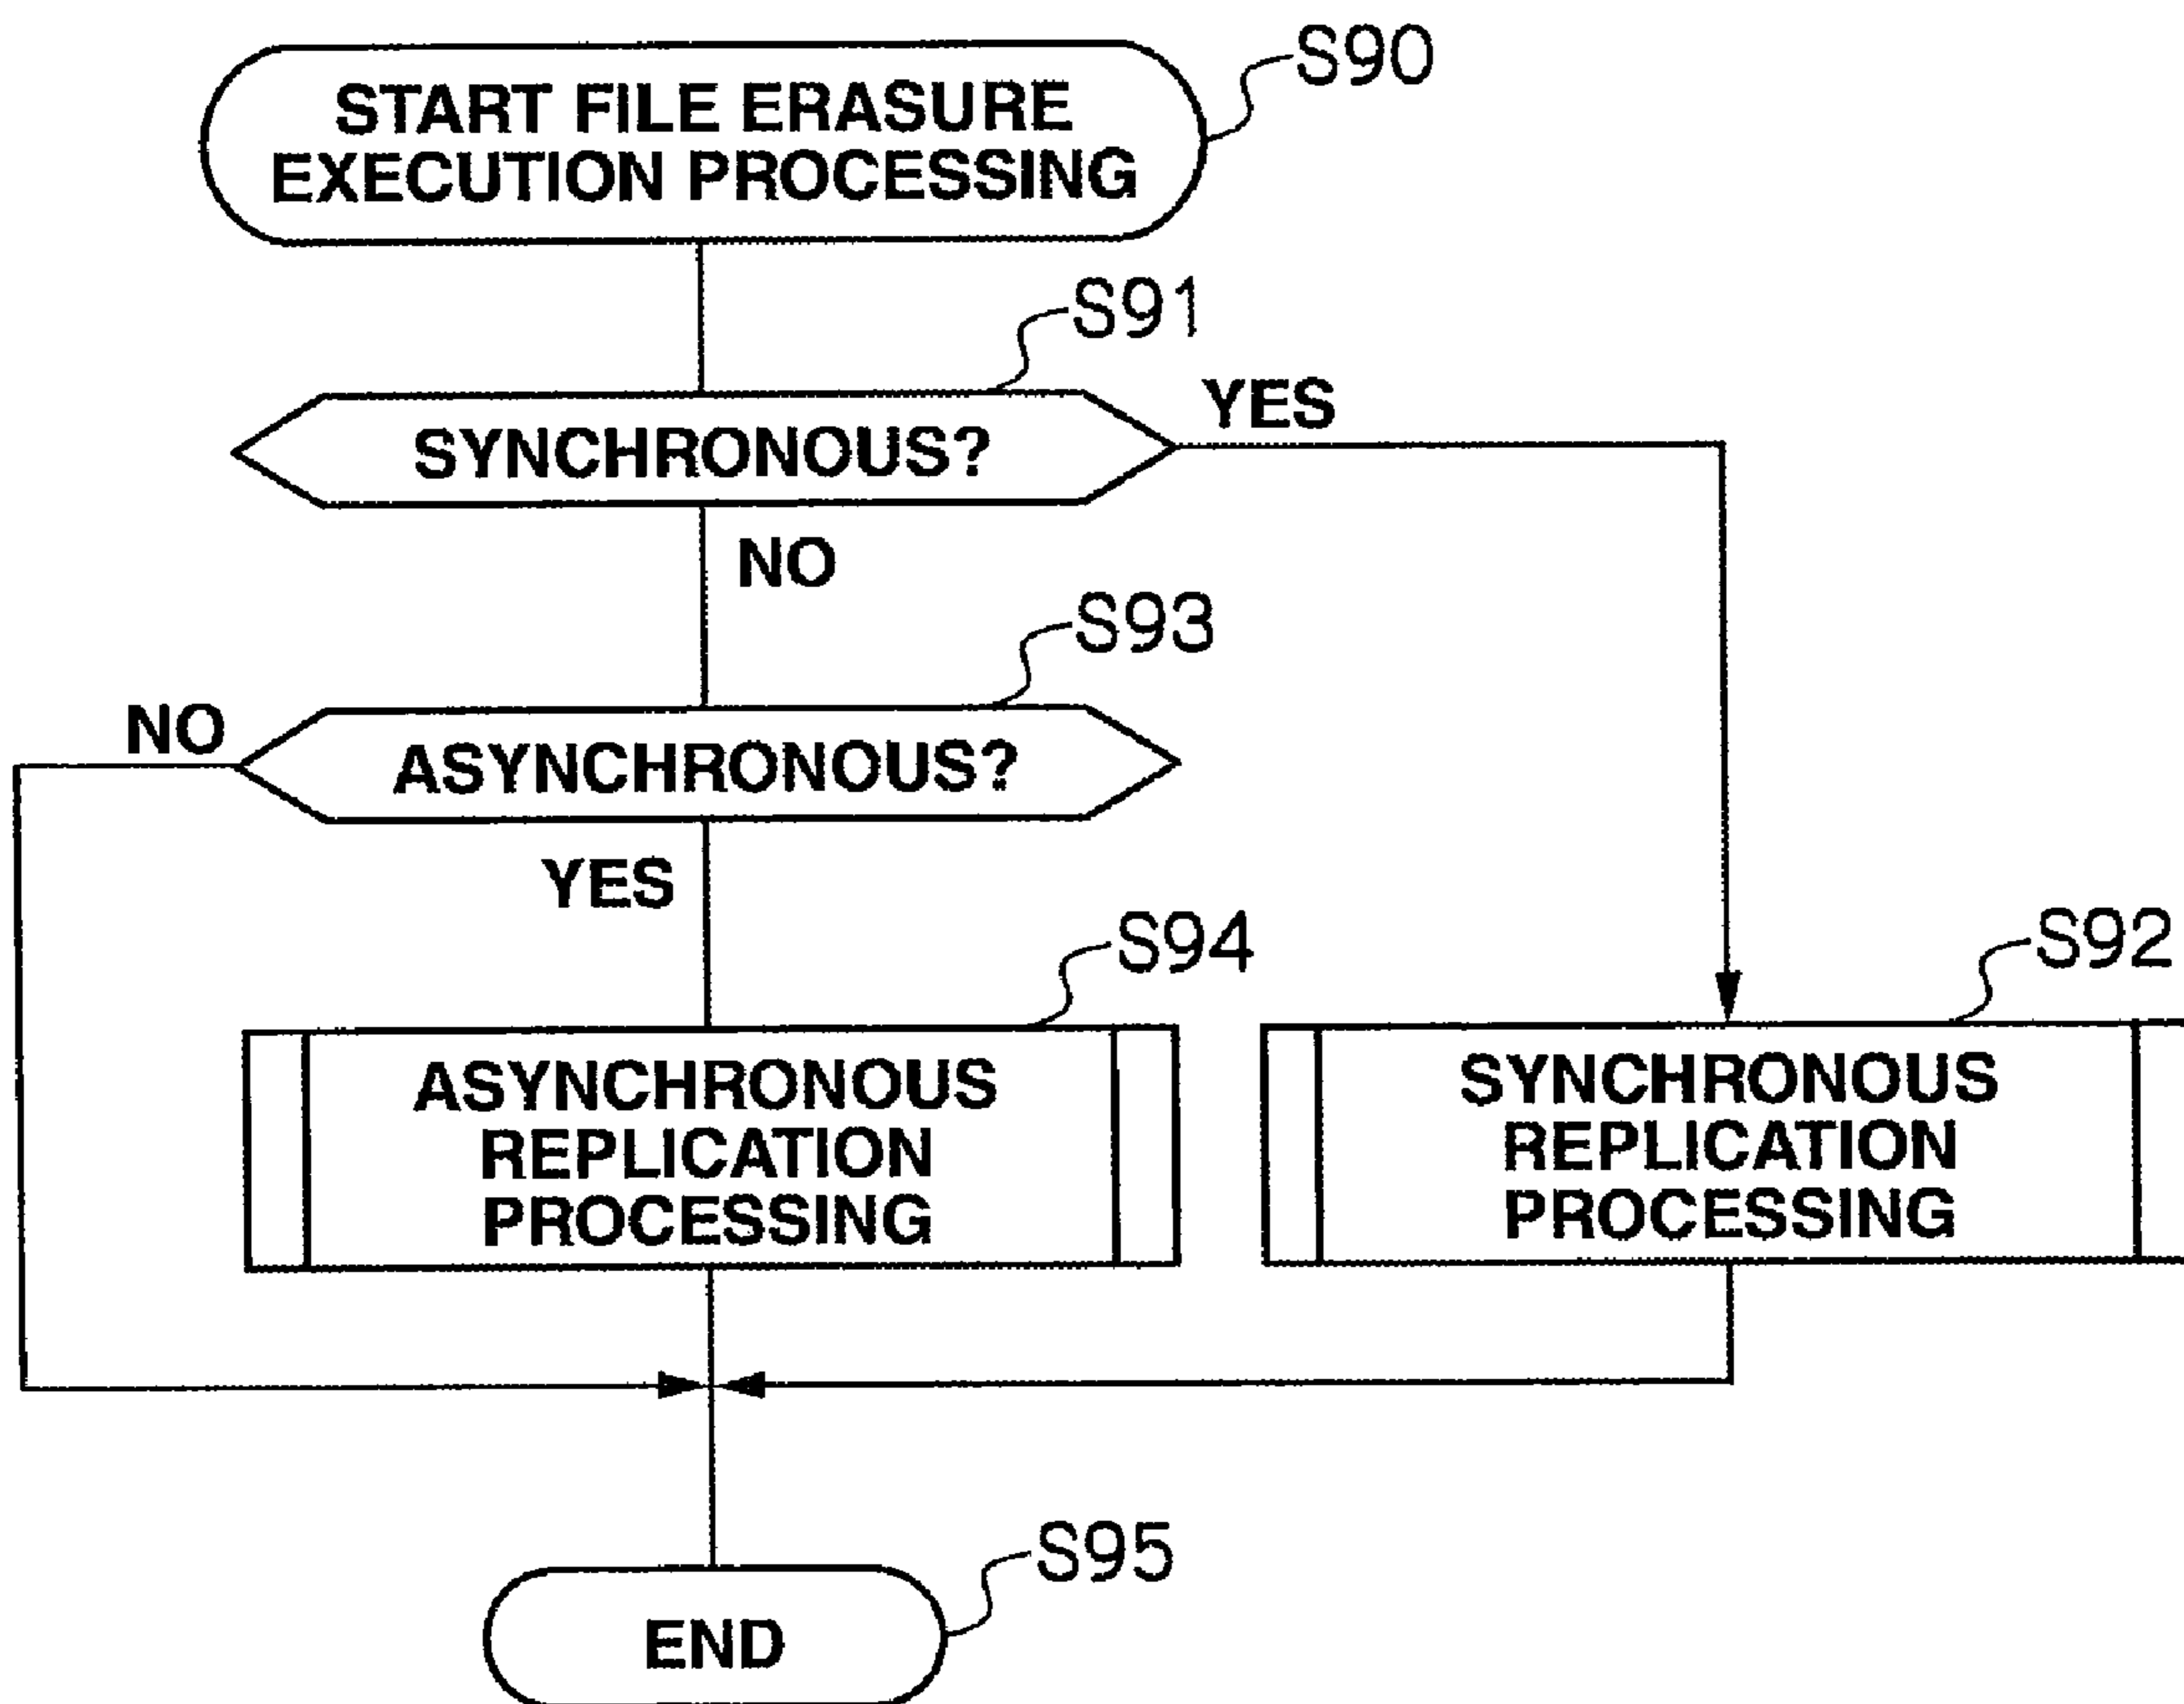 START FILE ERASURE
EXECUTION PROCESSING
S90
S91
SYNCHRONOUS?
YES
NO
S93
NO
ASYNCHRONOUS?
YES
S94
ASYNCHRONOUS
REPLICATION
PROCESSING
S92
SYNCHRONOUS
REPLICATION
PROCESSING
S95
END